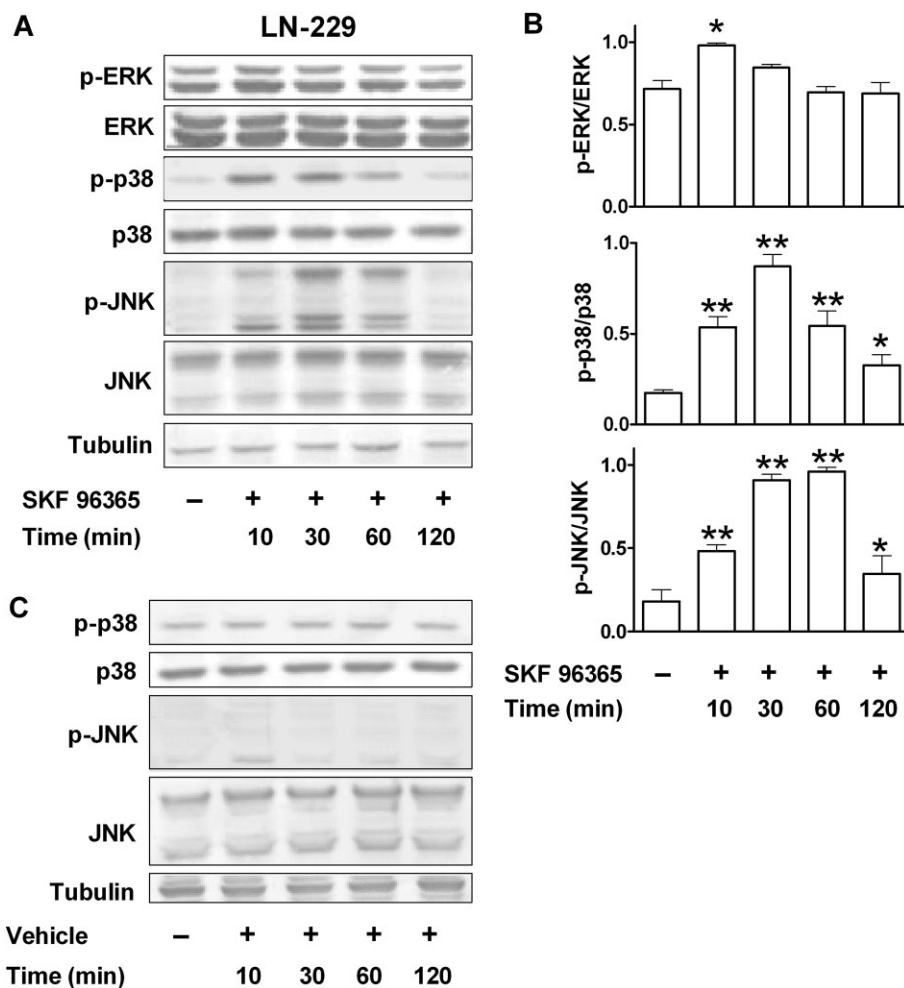 A
LN-229
p-ERK
ERK
p-p38
p38
p-JNK
JNK
Tubulin
SKF 96365 – + + + +
Time (min) 10 30 60 120
B
p-ERK/ERK
1.0
0.5
0.0
*
p-p38/p38
1.0
0.5
0.0
** ** ** *
p-JNK/JNK
1.0
0.5
0.0
** ** ** *
SKF 96365 – + + + +
Time (min) 10 30 60 120
C
p-p38
p38
p-JNK
JNK
Tubulin
Vehicle – + + + +
Time (min) 10 30 60 120